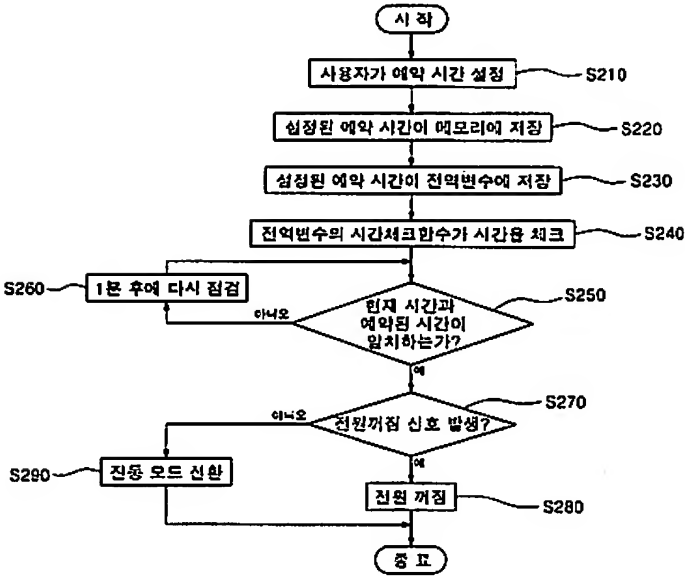 시작
사용자가 예약 시간 설정
S210
설정된 예약 시간이 메모리에 저장
S220
설정된 예약 시간이 전역변수에 저장
S230
전역변수의 시간체크함수가 시간을 체크
S240
S260
1분 후에 다시 점검
아니오
현재 시간과
예약된 시간이
일치하는가?
S250
예
아니오
전원꺼짐 신호 발생?
S270
예
S290
진동 모드 전환
전원 꺼짐
S280
종료